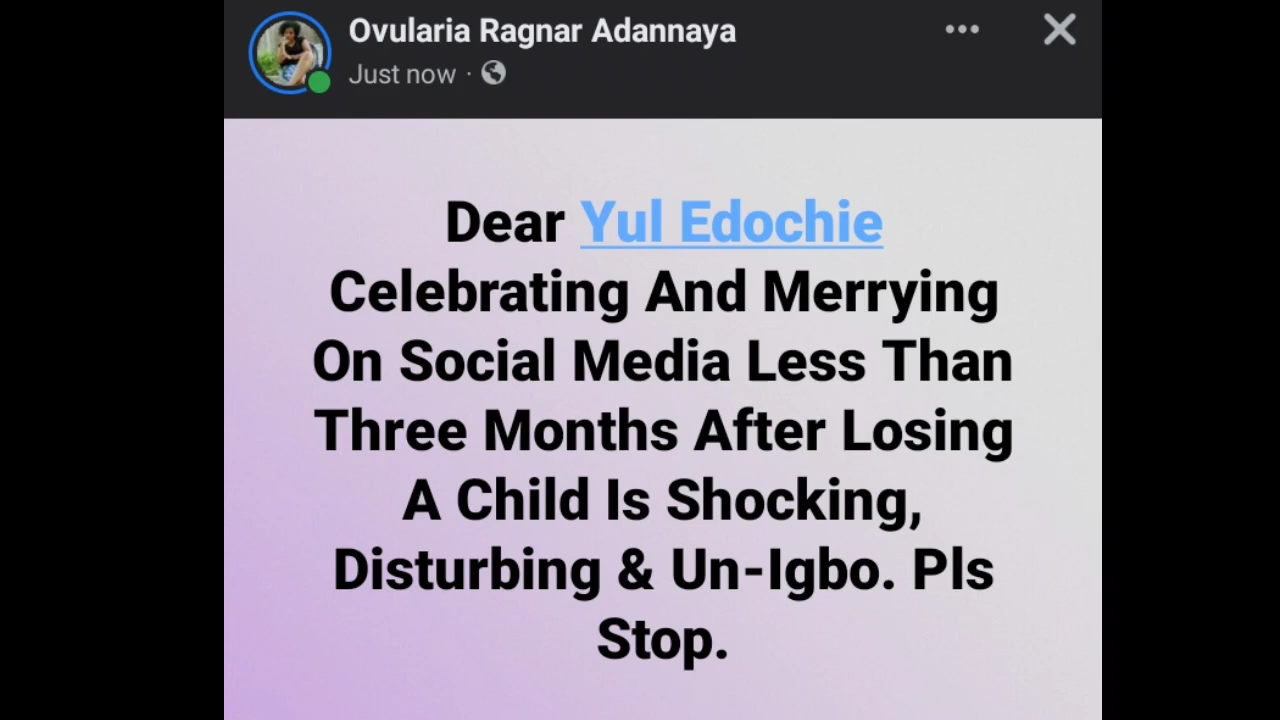 Ovularia Ragnar Adannaya
Just now ·
Dear Yul Edochie
Celebrating And Merrying
On Social Media Less Than
Three Months After Losing
A Child Is Shocking,
Disturbing & Un-Igbo. Pls
Stop.